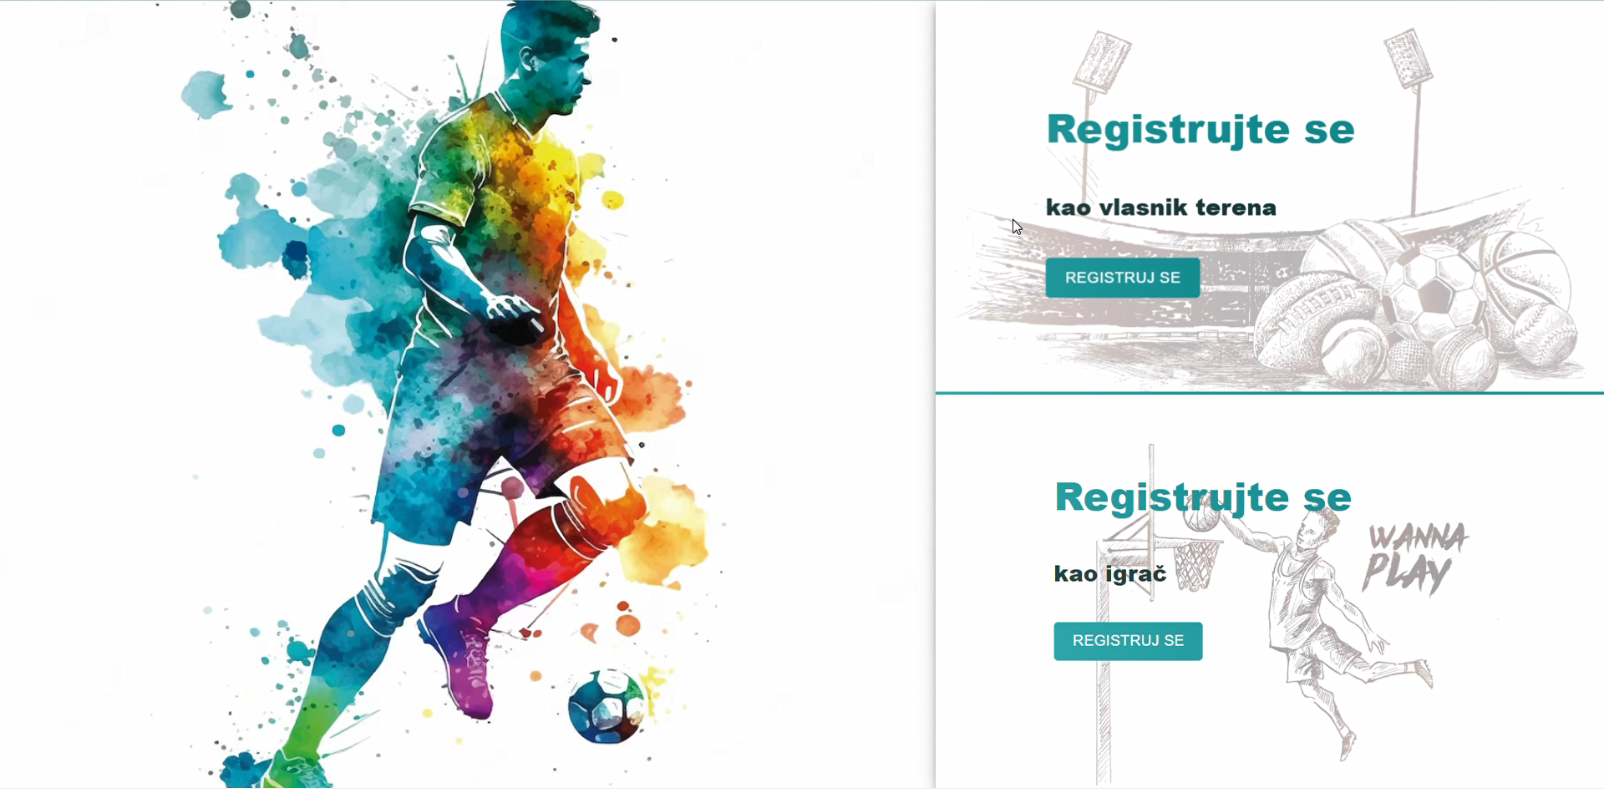 Registrujte se
kao vlasnik terena
REGISTRUJ SE
Registrujte se
kao igrač
WANNA
PLAY
REGISTRUJ SE